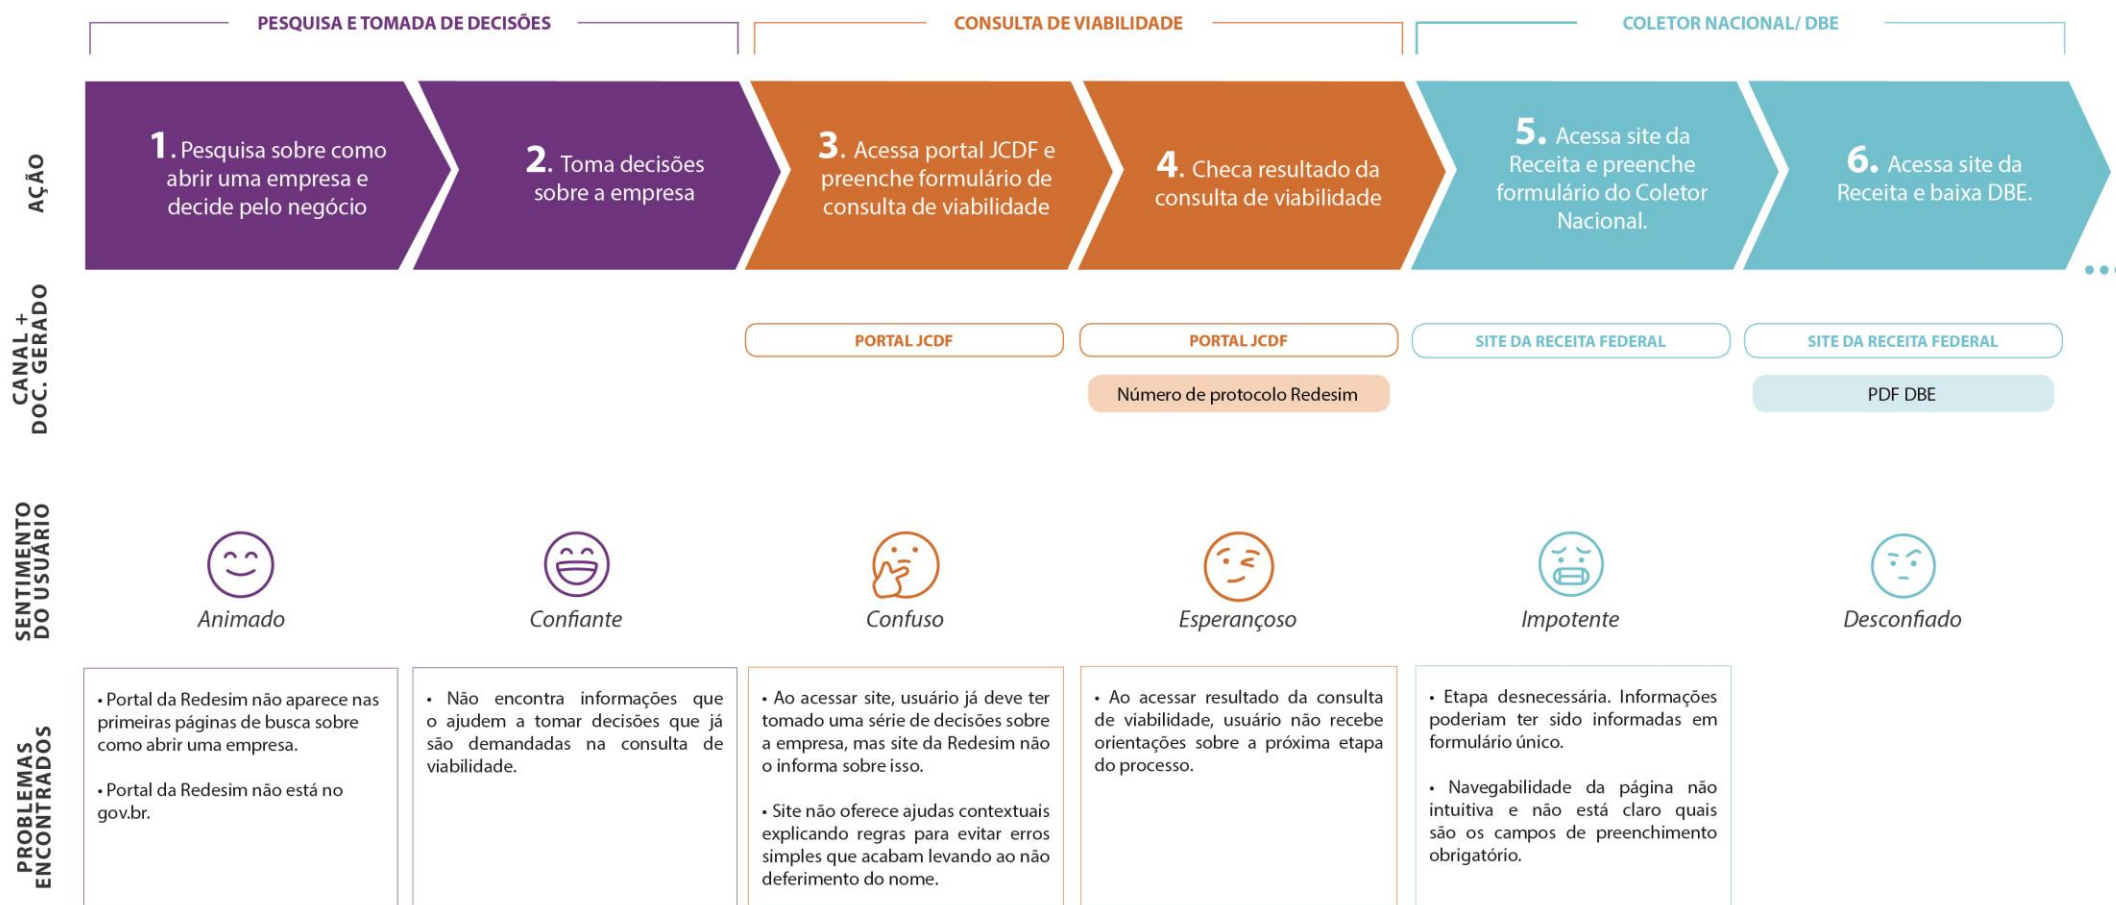 PESQUISA E TOMADA DE DECISÕES
CONSULTA DE VIABILIDADE
COLETOR NACIONAL/ DBE
AÇÃO
1. Pesquisa sobre como
abrir uma empresa e
decide pelo negócio
2. Toma decisões
sobre a empresa
3. Acessa portal JCDF e
preenche formulário de
consulta de viabilidade
4. Checa resultado da
consulta de viabilidade
5. Acessa site da
Receita e preenche
formulário do Coletor
Nacional.
6. Acessa site da
Receita e baixa DBE.
CANAL +
DOC. GERADO
PORTAL JCDF
PORTAL JCDF
SITE DA RECEITA FEDERAL
SITE DA RECEITA FEDERAL
Número de protocolo Redesim
PDF DBE
SENTIMENTO
DO USUÁRIO
Animado
Confiante
Confuso
Esperançoso
Impotente
Desconfiado
PROBLEMAS
ENCONTRADOS
• Portal da Redesim não aparece nas
primeiras páginas de busca sobre
como abrir uma empresa.
• Portal da Redesim não está no
gov.br.
• Não encontra informações que
o ajudem a tomar decisões que já
são demandadas na consulta de
viabilidade.
• Ao acessar site, usuário já deve ter
tomado uma série de decisões sobre
a empresa, mas site da Redesim não
o informa sobre isso.
• Site não oferece ajudas contextuais
explicando regras para evitar erros
simples que acabam levando ao não
deferimento do nome.
• Ao acessar resultado da consulta
de viabilidade, usuário não recebe
orientações sobre a próxima etapa
do processo.
• Etapa desnecessária. Informações
poderiam ter sido informadas em
formulário único.
• Navegabilidade da página não
intuitiva e não está claro quais
são os campos de preenchimento
obrigatório.